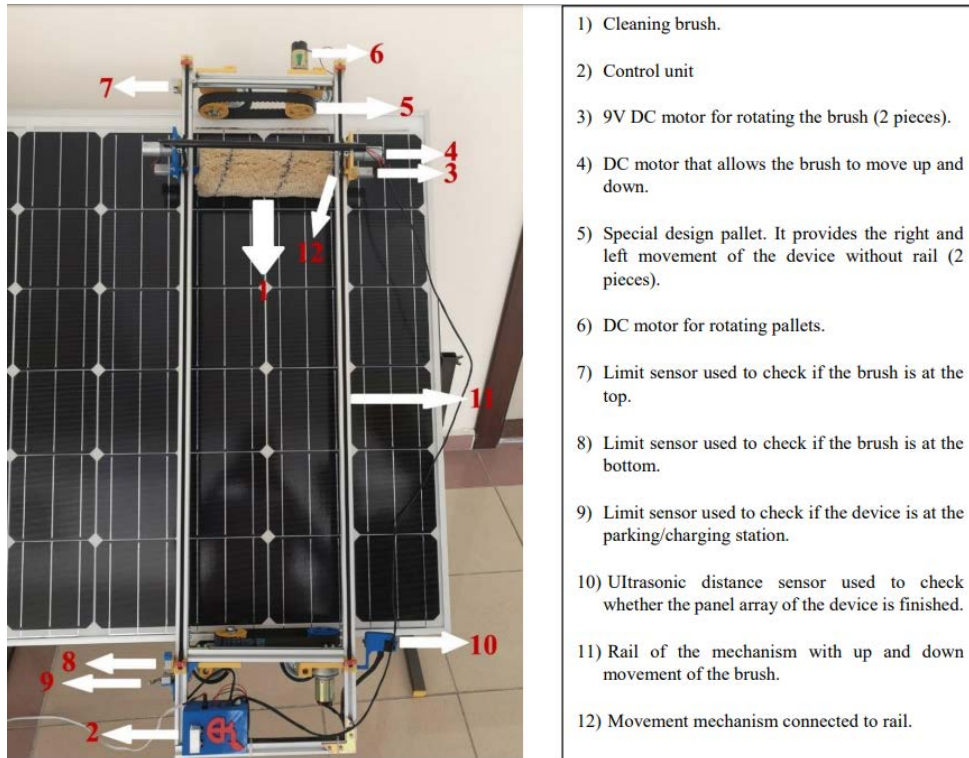 6
7
5
4
3
12
1
11
10
8
9
2
1) Cleaning brush.
2) Control unit
3) 9V DC motor for rotating the brush (2 pieces).
4) DC motor that allows the brush to move up and
down.
5) Special design pallet. It provides the right and
left movement of the device without rail (2
pieces).
6) DC motor for rotating pallets.
7) Limit sensor used to check if the brush is at the
top.
8) Limit sensor used to check if the brush is at the
bottom.
9) Limit sensor used to check if the device is at the
parking/charging station.
10) UItrasonic distance sensor used to check
whether the panel array of the device is finished.
11) Rail of the mechanism with up and down
movement of the brush.
12) Movement mechanism connected to rail.